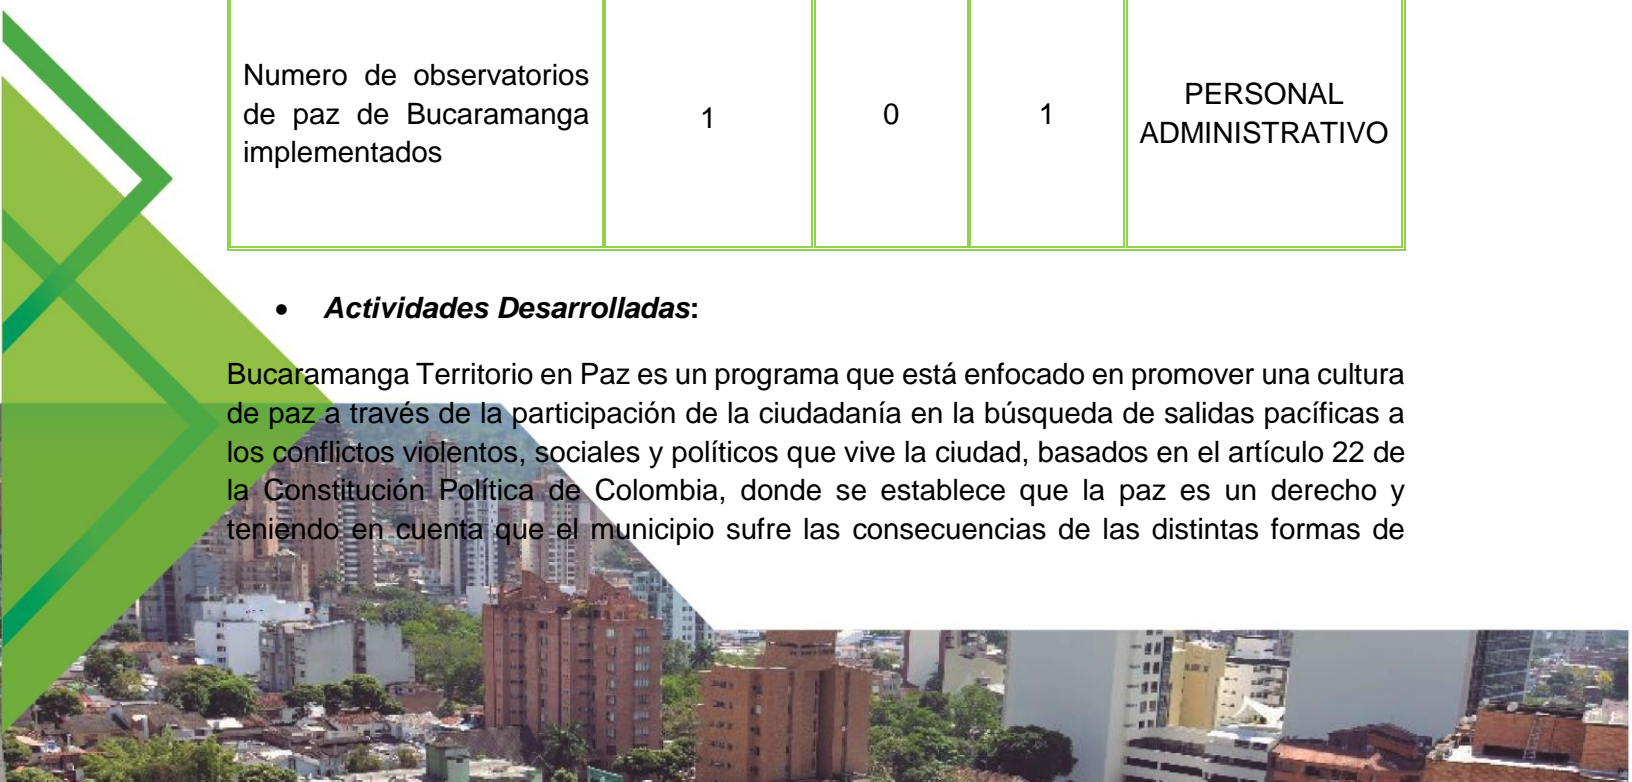 Numero de observatorios
de paz de Bucaramanga
implementados
1
0
1
PERSONAL
ADMINISTRATIVO
• Actividades Desarrolladas:
Bucaramanga Territorio en Paz es un programa que está enfocado en promover una cultura
de paz a través de la participación de la ciudadanía en la búsqueda de salidas pacíficas a
los conflictos violentos, sociales y políticos que vive la ciudad, basados en el artículo 22 de
la Constitución Política de Colombia, donde se establece que la paz es un derecho y
teniendo en cuenta que el municipio sufre las consecuencias de las distintas formas de